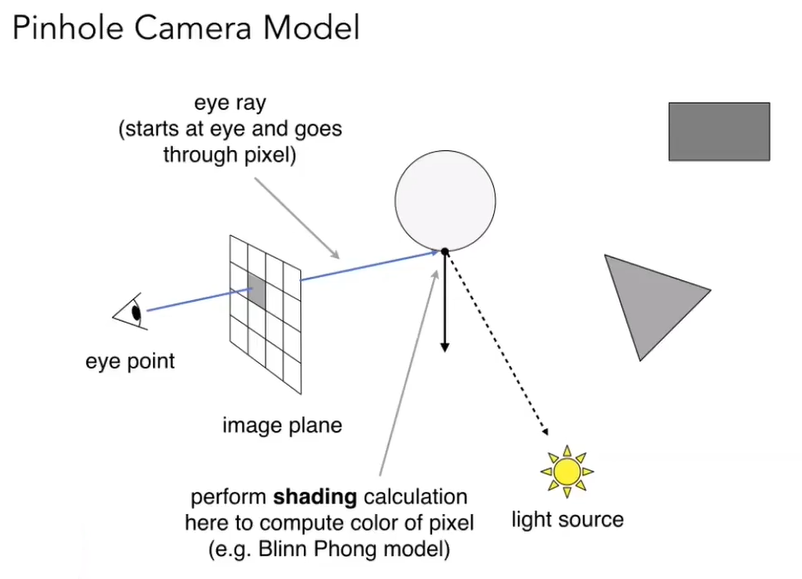 Pinhole Camera Model
eye ray
(starts at eye and goes
through pixel)
eye point
image plane
perform shading calculation
here to compute color of pixel
(e.g. Blinn Phong model)
light source